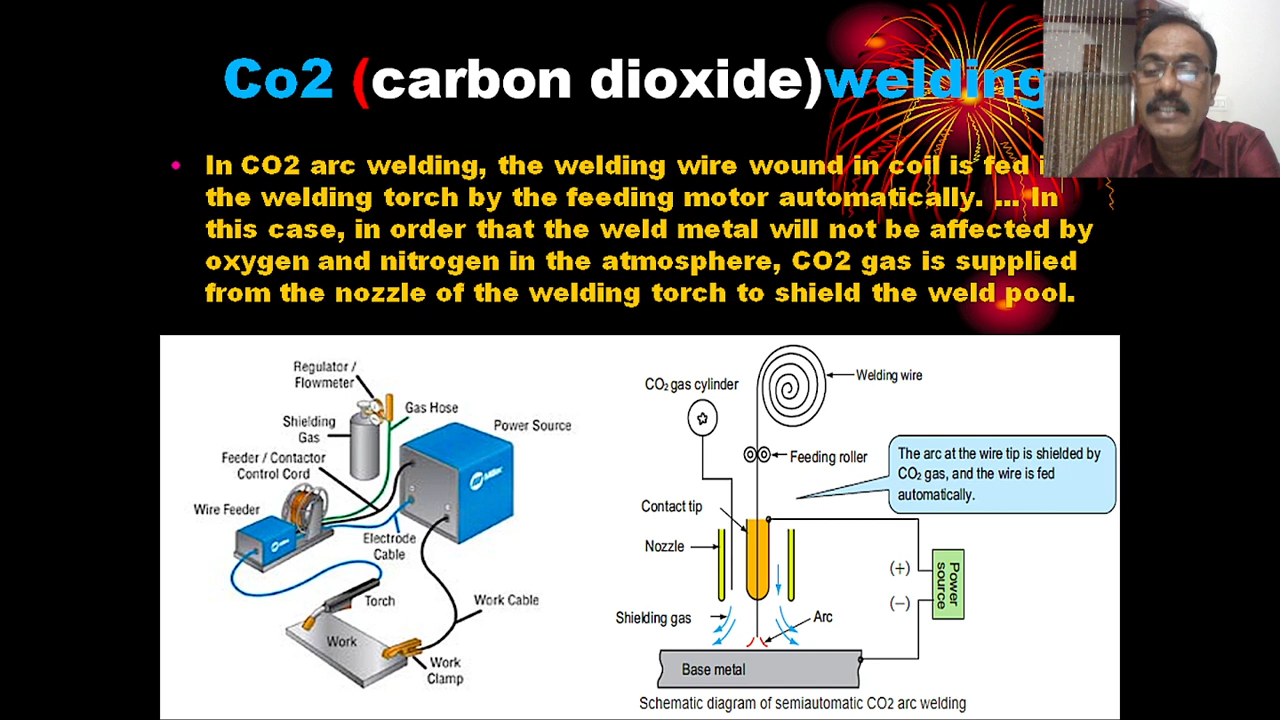 Co2 (carbon dioxide)welding
• In CO2 arc welding, the welding wire wound in coil is fed
the welding torch by the feeding motor automatically. ... In
this case, in order that the weld metal will not be affected by
oxygen and nitrogen in the atmosphere, CO2 gas is supplied
from the nozzle of the welding torch to shield the weld pool.
Regulator /
Flowmeter
Gas Hose
Shielding
Gas
Power Source
Feeder / Contactor
Control Cord
Wire Feeder
Miller
Electrode
Cable
Torch
Work Cable
Work
Work
Clamp
CO₂ gas cylinder
Welding wire
Feeding roller
The arc at the wire tip is shielded by
CO₂ gas, and the wire is fed
automatically.
Contact tip
Nozzle
(+)
(−)
Power
source
Shielding gas
Arc
Base metal
Schematic diagram of semiautomatic CO2 arc welding